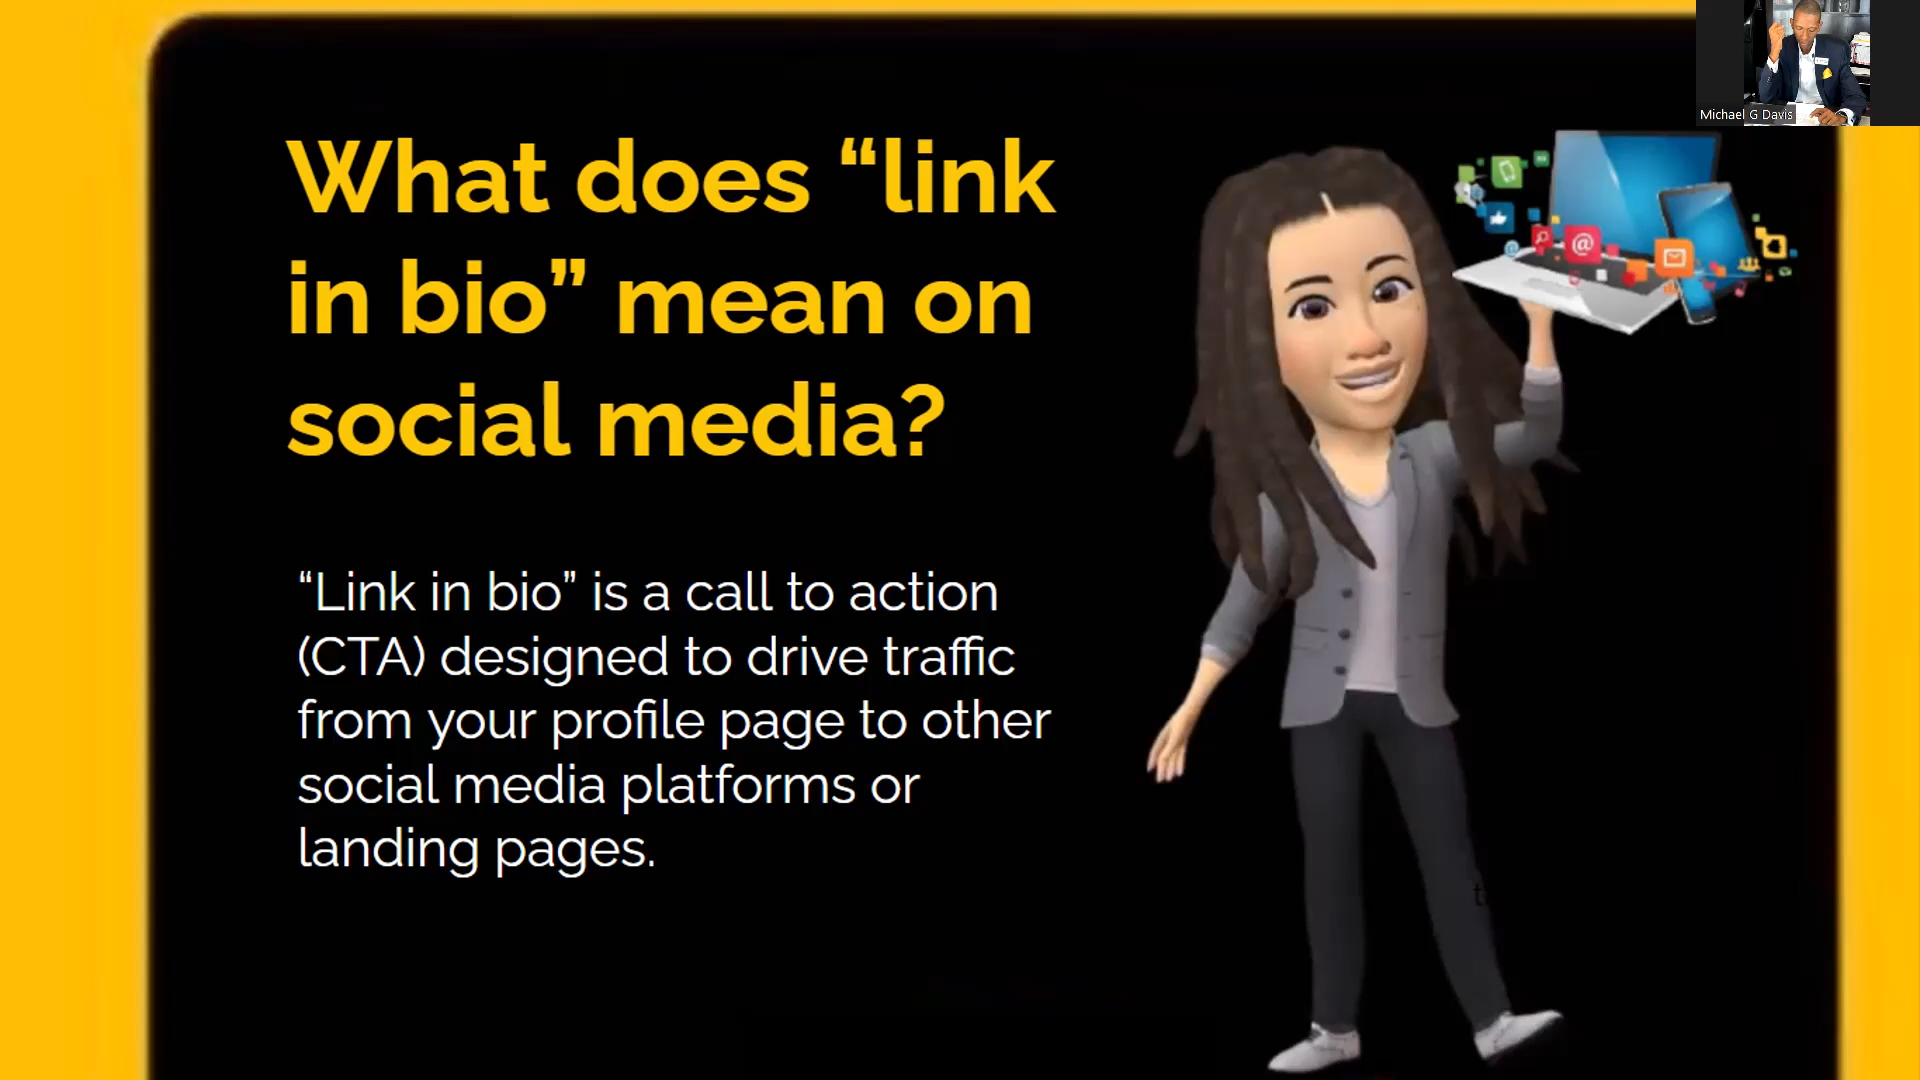 Michael G Davis
What does “link
in bio” mean on
social media?
“Link in bio” is a call to action
(CTA) designed to drive traffic
from your profile page to other
social media platforms or
landing pages.